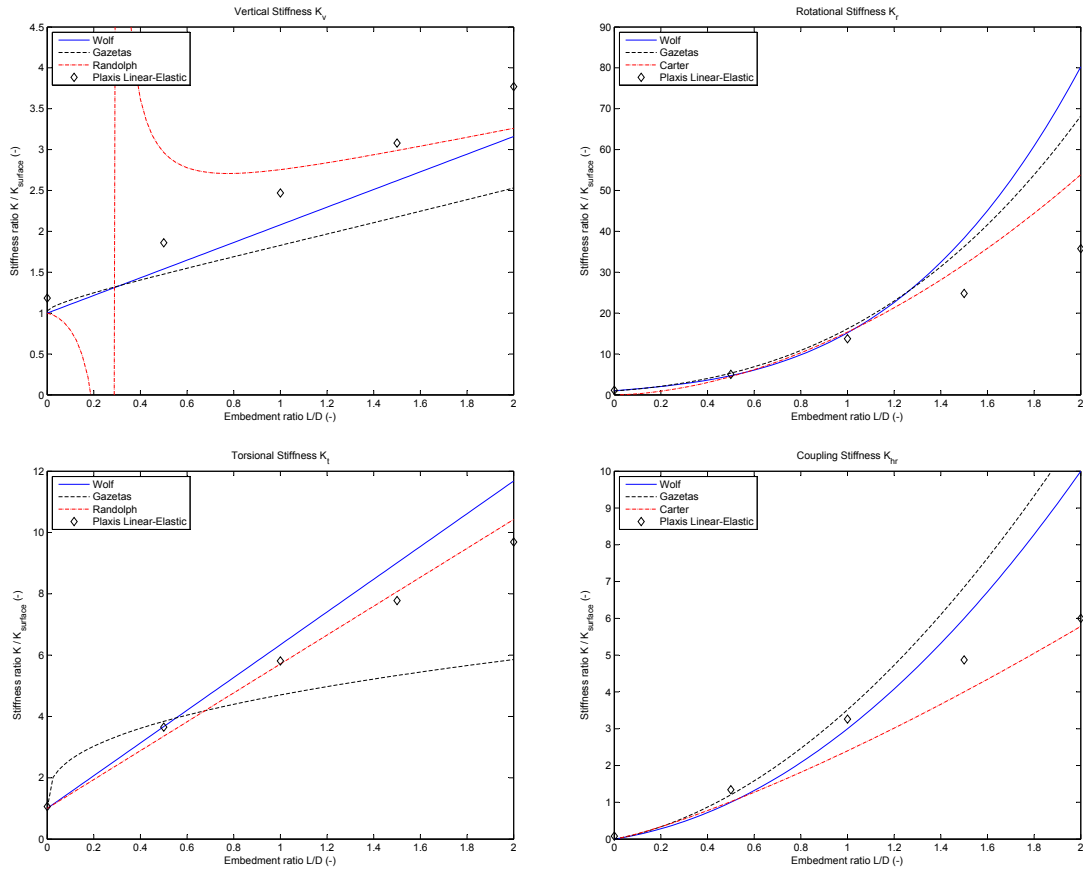 Vertical Stiffness Kv
Stiffness ratio K / Ksurface (-)
4.5
4
3.5
3
2.5
2
1.5
1
0.5
0
Wolf
Gazetas
Randolph
Plaxis Linear-Elastic
0 0.2 0.4 0.6 0.8 1 1.2 1.4 1.6 1.8 2
Embedment ratio L/D (-)
Rotational Stiffness Kr
Stiffness ratio K / Ksurface (-)
90
80
70
60
50
40
30
20
10
0
Wolf
Gazetas
Carter
Plaxis Linear-Elastic
0 0.2 0.4 0.6 0.8 1 1.2 1.4 1.6 1.8 2
Embedment ratio L/D (-)
Torsional Stiffness Kt
Stiffness ratio K / Ksurface (-)
12
10
8
6
4
2
0
Wolf
Gazetas
Randolph
Plaxis Linear-Elastic
0 0.2 0.4 0.6 0.8 1 1.2 1.4 1.6 1.8 2
Embedment ratio L/D (-)
Coupling Stiffness Khr
Stiffness ratio K / Ksurface (-)
10
9
8
7
6
5
4
3
2
1
0
Wolf
Gazetas
Carter
Plaxis Linear-Elastic
0 0.2 0.4 0.6 0.8 1 1.2 1.4 1.6 1.8 2
Embedment ratio L/D (-)